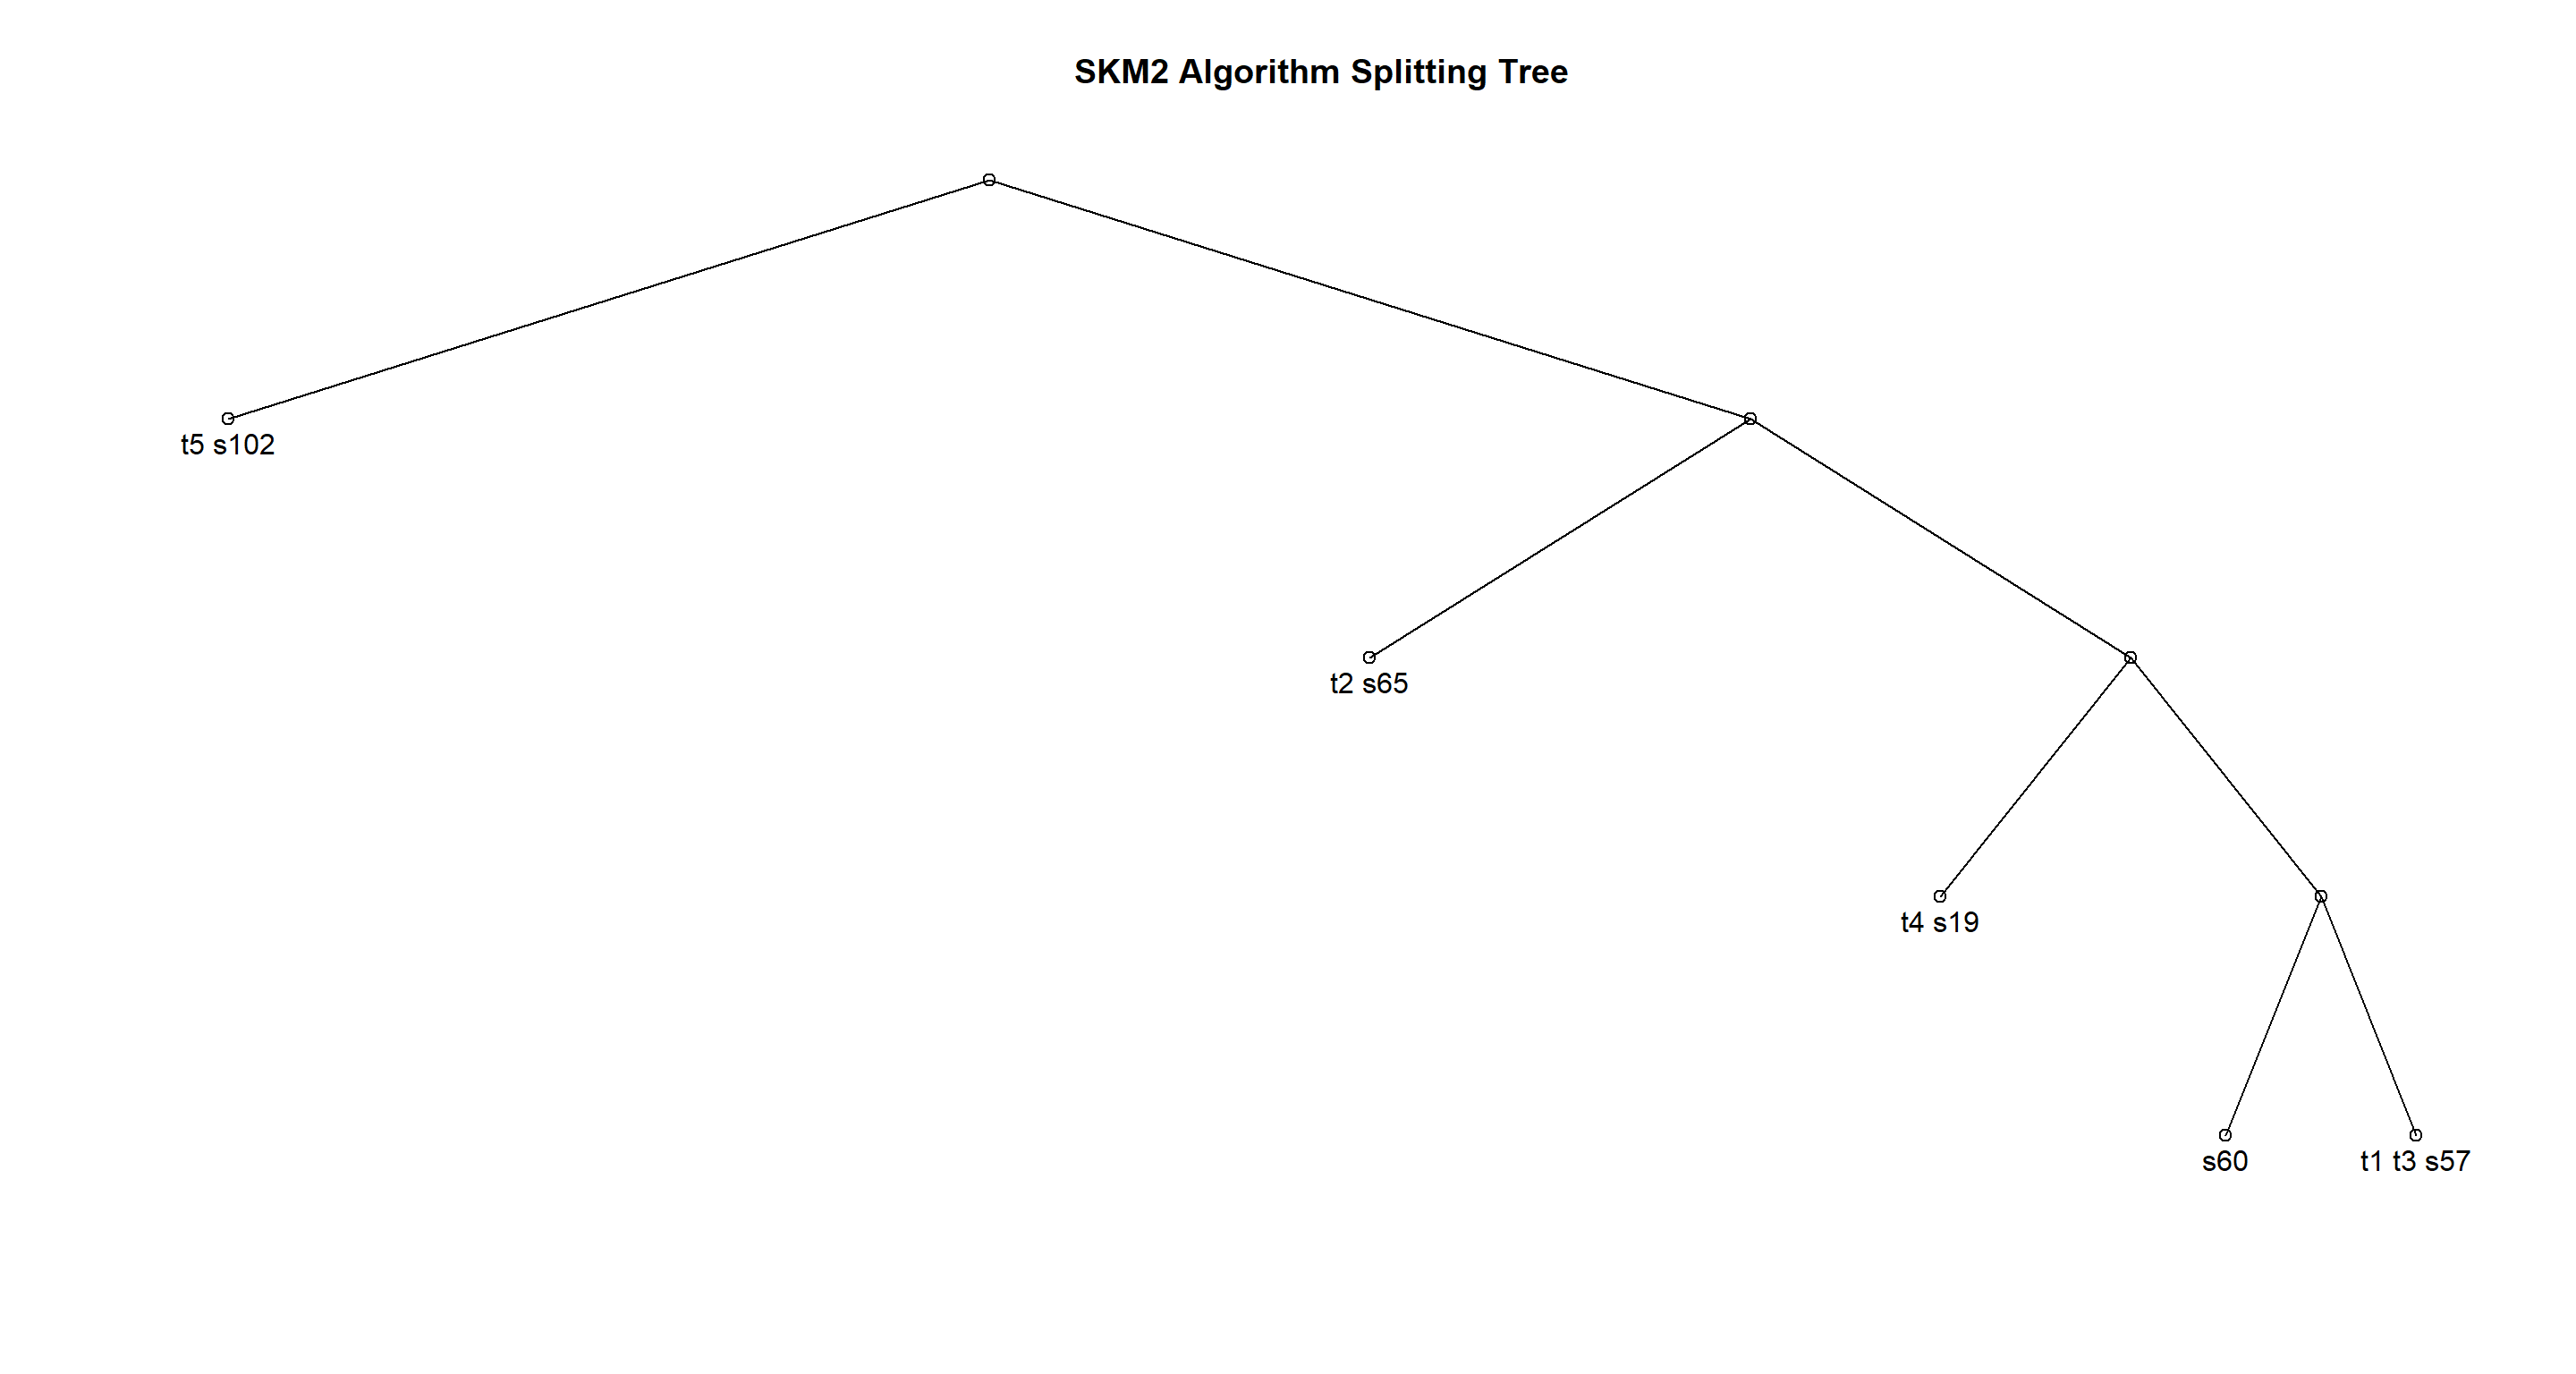 SKM2 Algorithm Splitting Tree
t5 s102
t2 s65
t4 s19
s60
t1 t3 s57